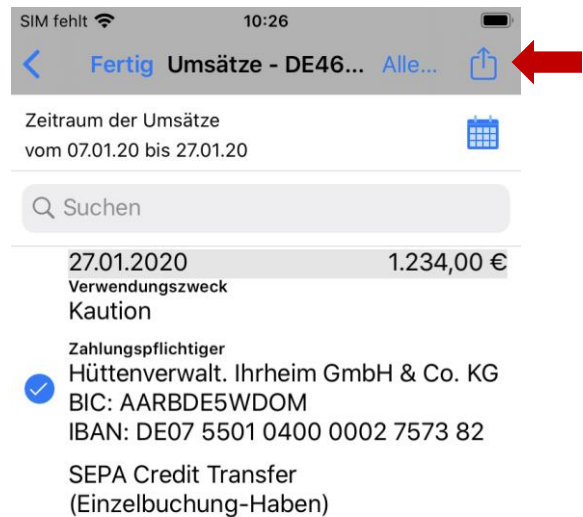 SIM fehlt 10:26
Fertig Umsätze - DE46... Alle...
Zeitraum der Umsätze
vom 07.01.20 bis 27.01.20
Suchen
27.01.2020 1.234,00 €
Verwendungszweck
Kaution
Zahlungspflichtiger
Hüttenverwalt. Ihrheim GmbH & Co. KG
BIC: AARBDE5WDOM
IBAN: DE07 5501 0400 0002 7573 82
SEPA Credit Transfer
(Einzelbuchung-Haben)